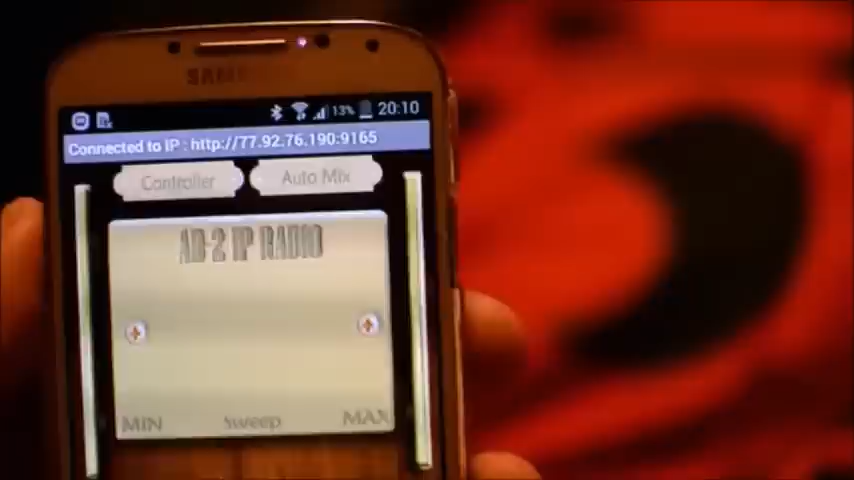 SAMSUNG
13% 20:10
Connected to IP : http://77.92.76.190:9165
Controller Auto Mix
AB-2 IP RADIO
MIN Sweep MAX